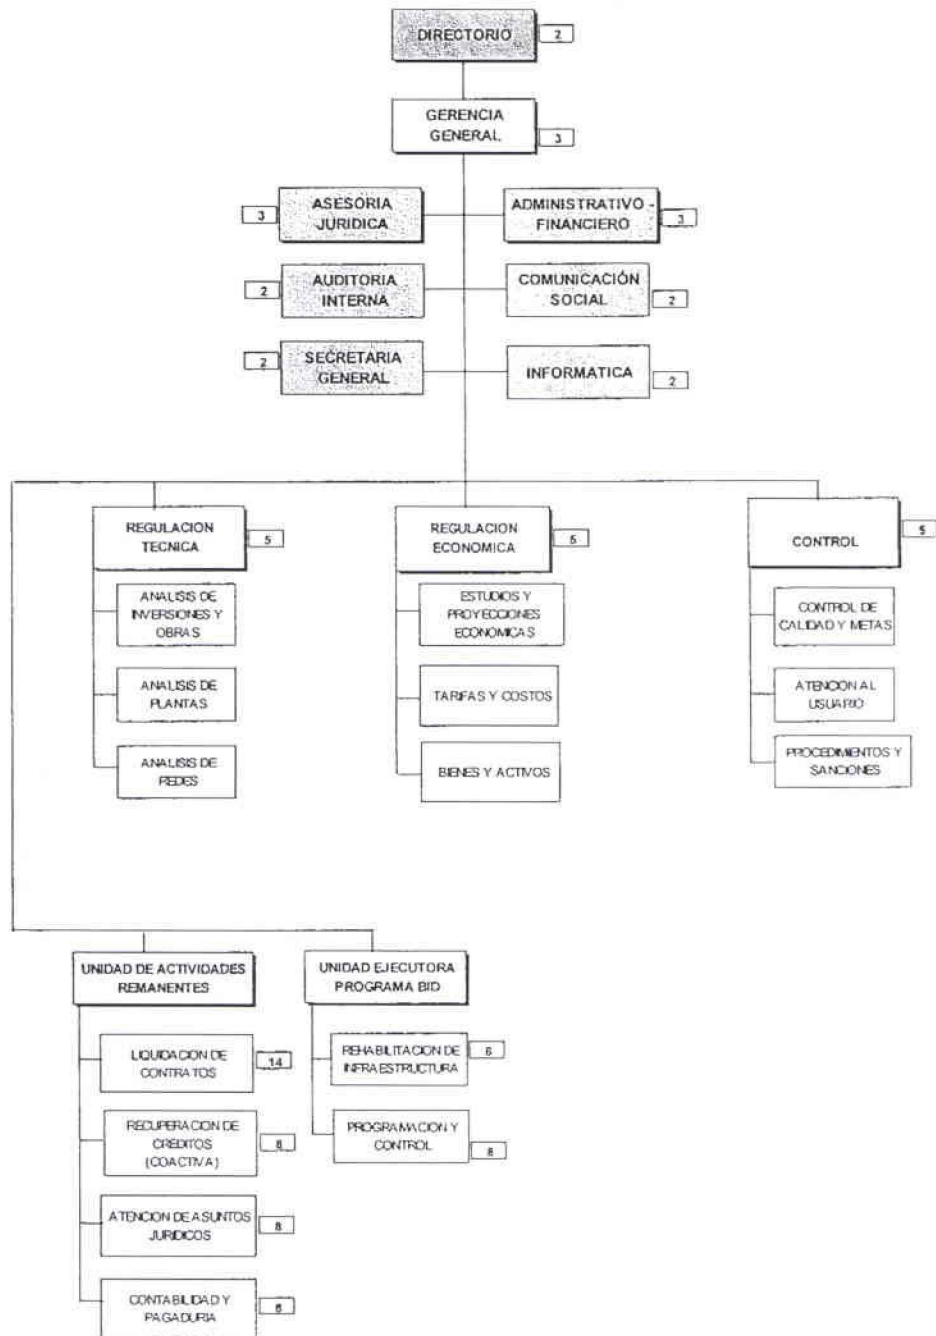 DIRECTORIO
2
GERENCIA
GENERAL
3
3
ASESORIA
JURIDICA
ADMINISTRATIVO -
FINANCIERO
3
2
AUDITORIA
INTERNA
COMUNICACIÓN
SOCIAL
2
2
SECRETARIA
GENERAL
INFORMATICA
2
REGULACION
TECNICA
5
REGULACION
ECONOMICA
5
CONTROL
5
ANALISIS DE
INVERSIONES Y
OBRAS
ESTUDIOS Y
PROYECCIONES
ECONOMICAS
CONTROL DE
CALIDAD Y METAS
ANALISIS DE
PLANTAS
TARIFAS Y COSTOS
ATENCION AL
USUARIO
ANALISIS DE
REDES
BIENES Y ACTIVOS
PROCEDIMIENTOS Y
SANCIONES
UNIDAD DE ACTIVIDADES
REMANENTES
UNIDAD EJECUTORA
PROGRAMA BID
LIQUIDACION DE
CONTRATOS
14
REHABILITACION DE
INFRAESTRUCTURA
6
RECUPERACION DE
CRÉDITOS
(COACTIVA)
PROGRAMACION Y
CONTROL
ATENCION DE ASUNTOS
JURIDICOS
CONTABILIDAD Y
PAGADURIA